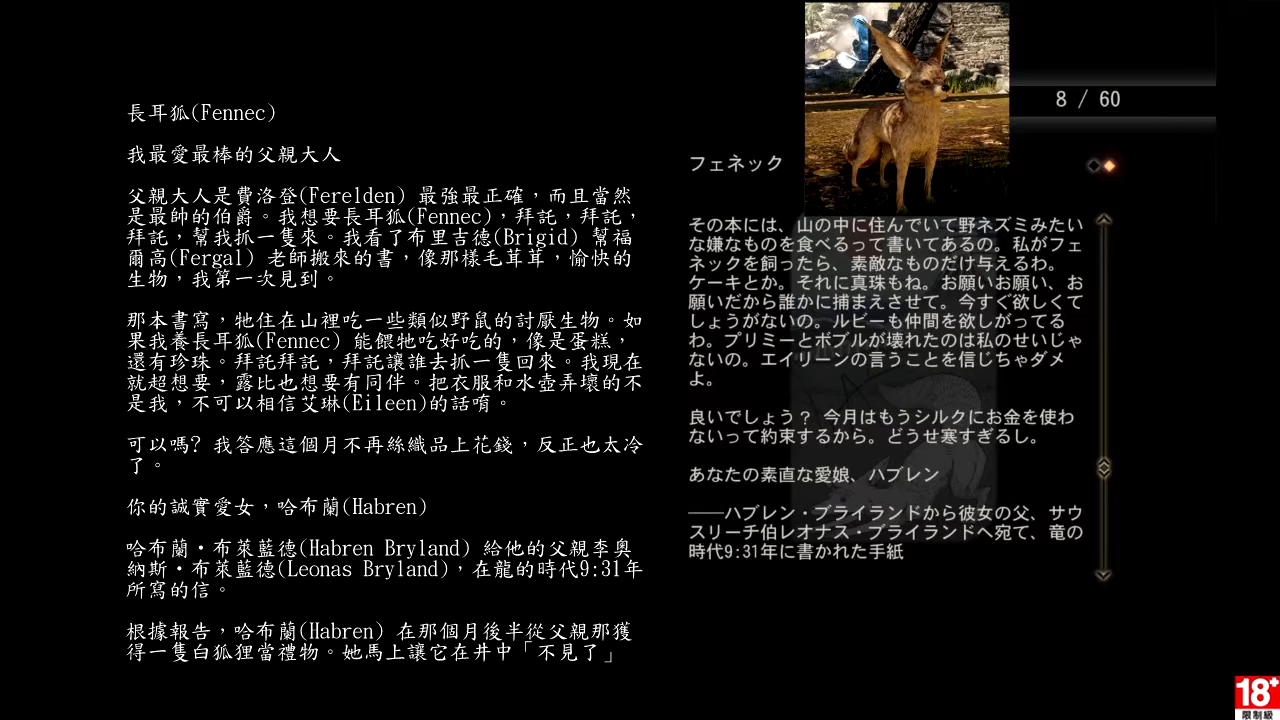 長耳狐(Fennec)
我最愛最棒的父親大人
父親大人是費洛登(Ferelden) 最強最正確，而且當然
是最帥的伯爵。我想要長耳狐(Fennec)，拜託，拜託，
拜託，幫我抓一隻來。我看了布里吉德(Brigid) 幫福
爾高(Fergal) 老師搬來的書，像那樣毛茸茸，愉快的
生物，我第一次見到。
那本書寫，牠住在山裡吃一些類似野鼠的討厭生物。如
果我養長耳狐(Fennec) 能餵牠吃好吃的，像是蛋糕，
還有珍珠。拜託拜託，拜託讓誰去抓一隻回來。我現在
就超想要，露比也想要有同伴。把衣服和水壺弄壞的不
是我，不可以相信艾琳(Eileen)的話唷。
可以嗎? 我答應這個月不再絲織品上花錢，反正也太冷
了。
你的誠實愛女，哈布蘭(Habren)
哈布蘭·布萊藍德(Habren Bryland) 給他的父親李奧
納斯·布萊藍德(Leonas Bryland)，在龍的時代9:31年
所寫的信。
根據報告，哈布蘭(Habren) 在那個月後半從父親那獲
得一隻白狐狸當禮物。她馬上讓它在井中「不見了」
8 / 60
フェネック
その本には、山の中に住んでいて野ネズミみたい
な嫌なものを食べるって書いてあるの。私がフェ
ネックを飼ったら、素敵なものだけ与えるわ。
ケーキとか。それに真珠もね。お願いお願い、お
願いだから誰かに捕まえさせて。今すぐ欲しくて
しょうがないの。ルビーも仲間を欲しがってる
わ。プリミーとボブルが壊れたのは私のせいじゃ
ないの。エイリーンの言うことを信じちゃダメ
よ。
良いでしょう？ 今月はもうシルクにお金を使わ
ないって約束するから。どうせ寒すぎるし。
あなたの素直な愛娘、ハブレン
――ハブレン・ブライランドから彼女の父、サウ
スリーチ伯レオナス・ブライランドへ宛て、竜の
時代9:31年に書かれた手紙
18+
限制級